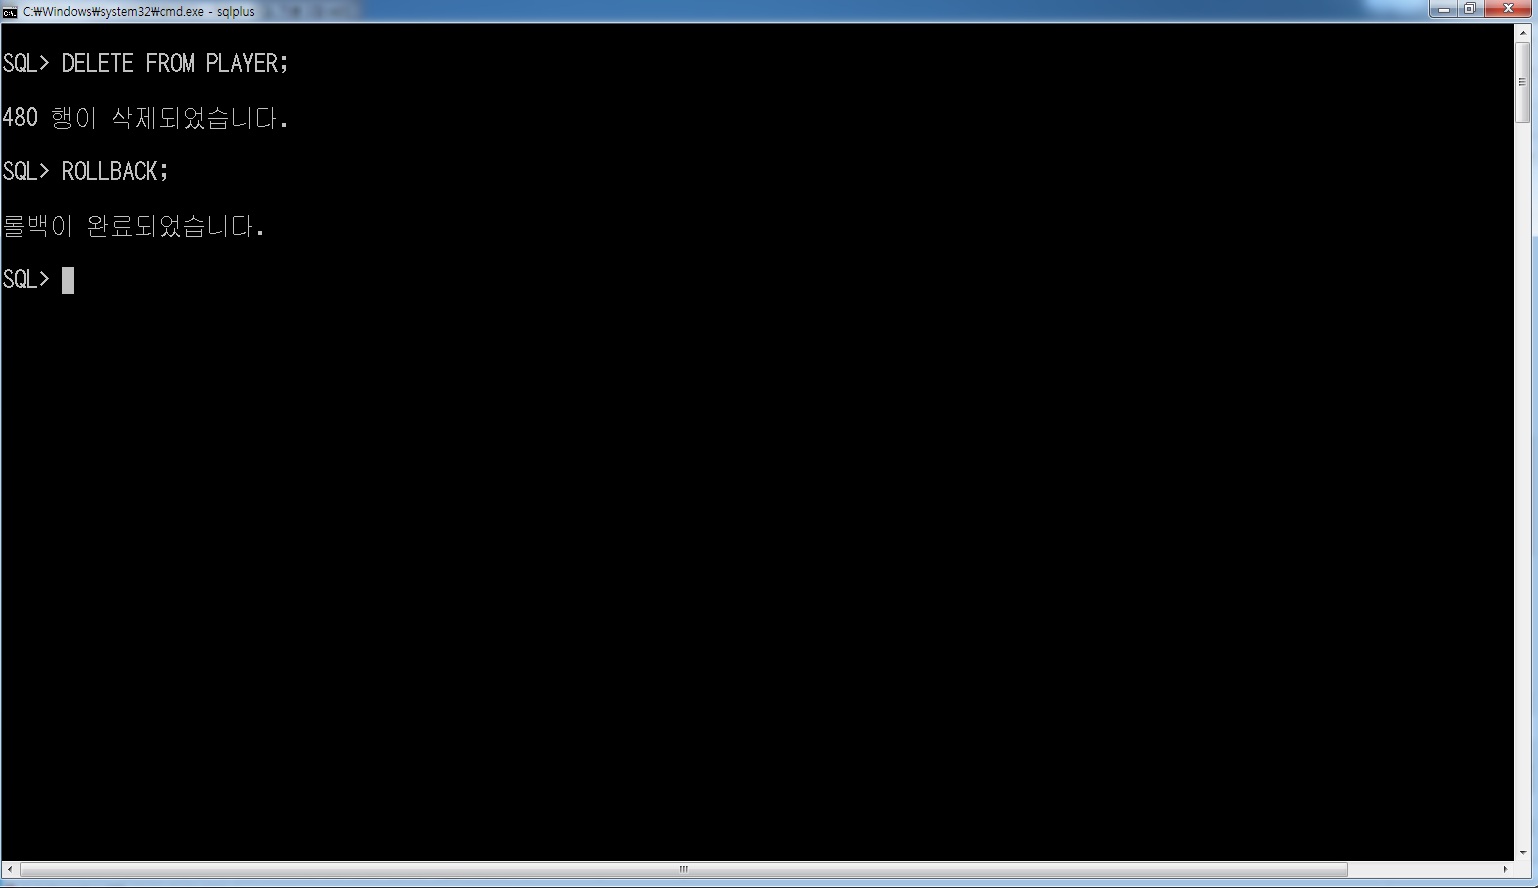 C:₩Windows₩system32₩cmd.exe - sqlplus
SQL> DELETE FROM PLAYER;
480 행이 삭제되었습니다.
SQL> ROLLBACK;
롤백이 완료되었습니다.
SQL>